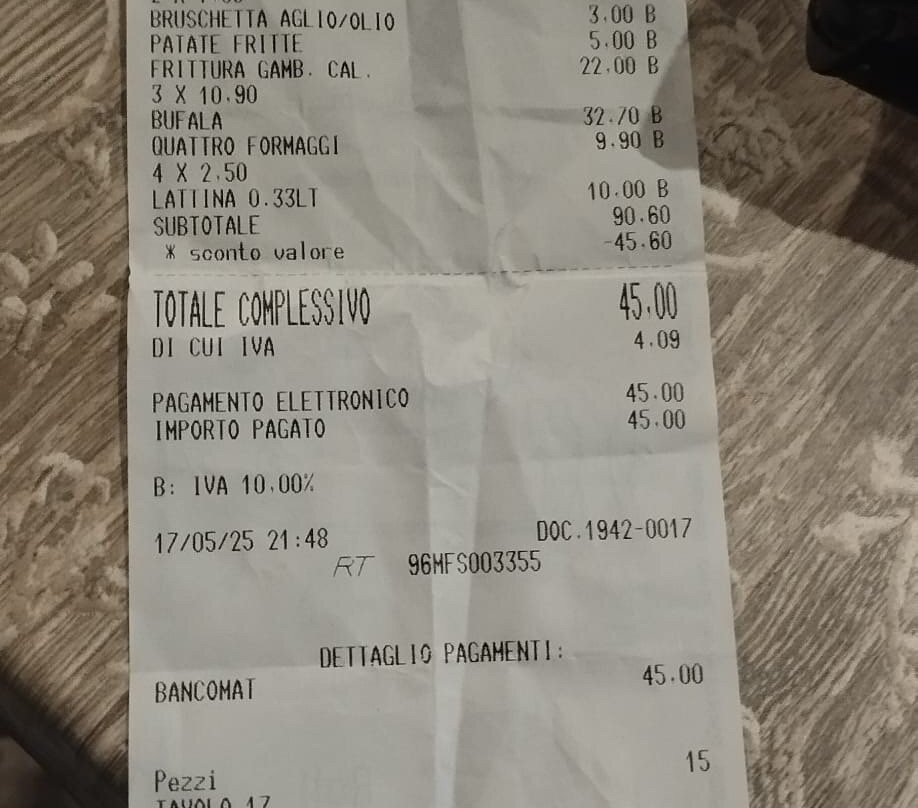 BRUSCHETTA AGLIO/OLIO 3.00 B
PATATE FRITTE 5.00 B
FRITTURA GAMB. CAL. 22.00 B
3 X 10.90
BUFALA 32.70 B
QUATTRO FORMAGGI 9.90 B
4 X 2.50
LATTINA 0.33LT 10.00 B
SUBTOTALE 90.60
* sconto valore -45.60
TOTALE COMPLESSIVO 45.00
DI CUI IVA 4.09
PAGAMENTO ELETTRONICO 45.00
IMPORTO PAGATO 45.00
B: IVA 10.00%
17/05/25 21:48 DOC.1942-0017
RT 96MFS003355
DETTAGLIO PAGAMENTI:
BANCOMAT 45.00
Pezzi 15
TAVOLO 17